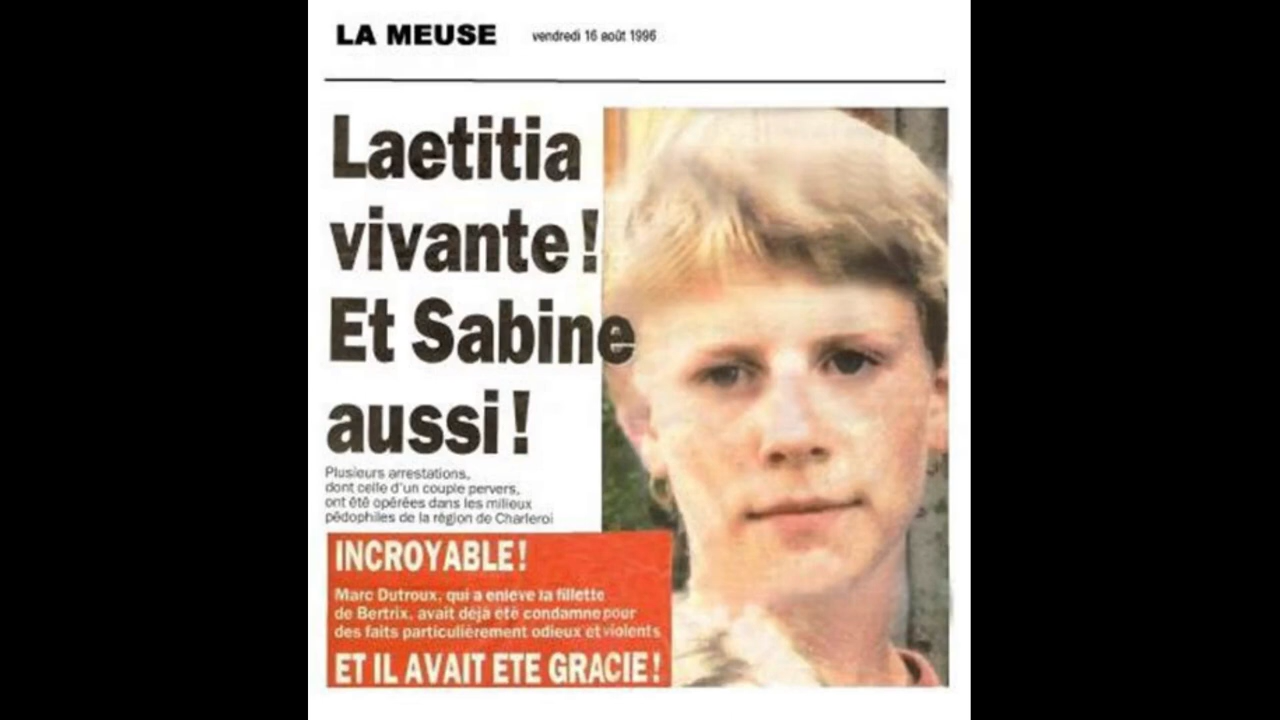 LA MEUSE vendredi 16 août 1996
Laetitia
vivante !
Et Sabine
aussi !
Plusieurs arrestations,
dont celle d'un couple pervers,
ont été opérées dans les milieux
pédophiles de la région de Charleroi
INCROYABLE !
Marc Dutroux, qui a enlevé la fillette
de Bertrix, avait déjà été condamne pour
des faits particulièrement odieux et violents
ET IL AVAIT ETE GRACIE !